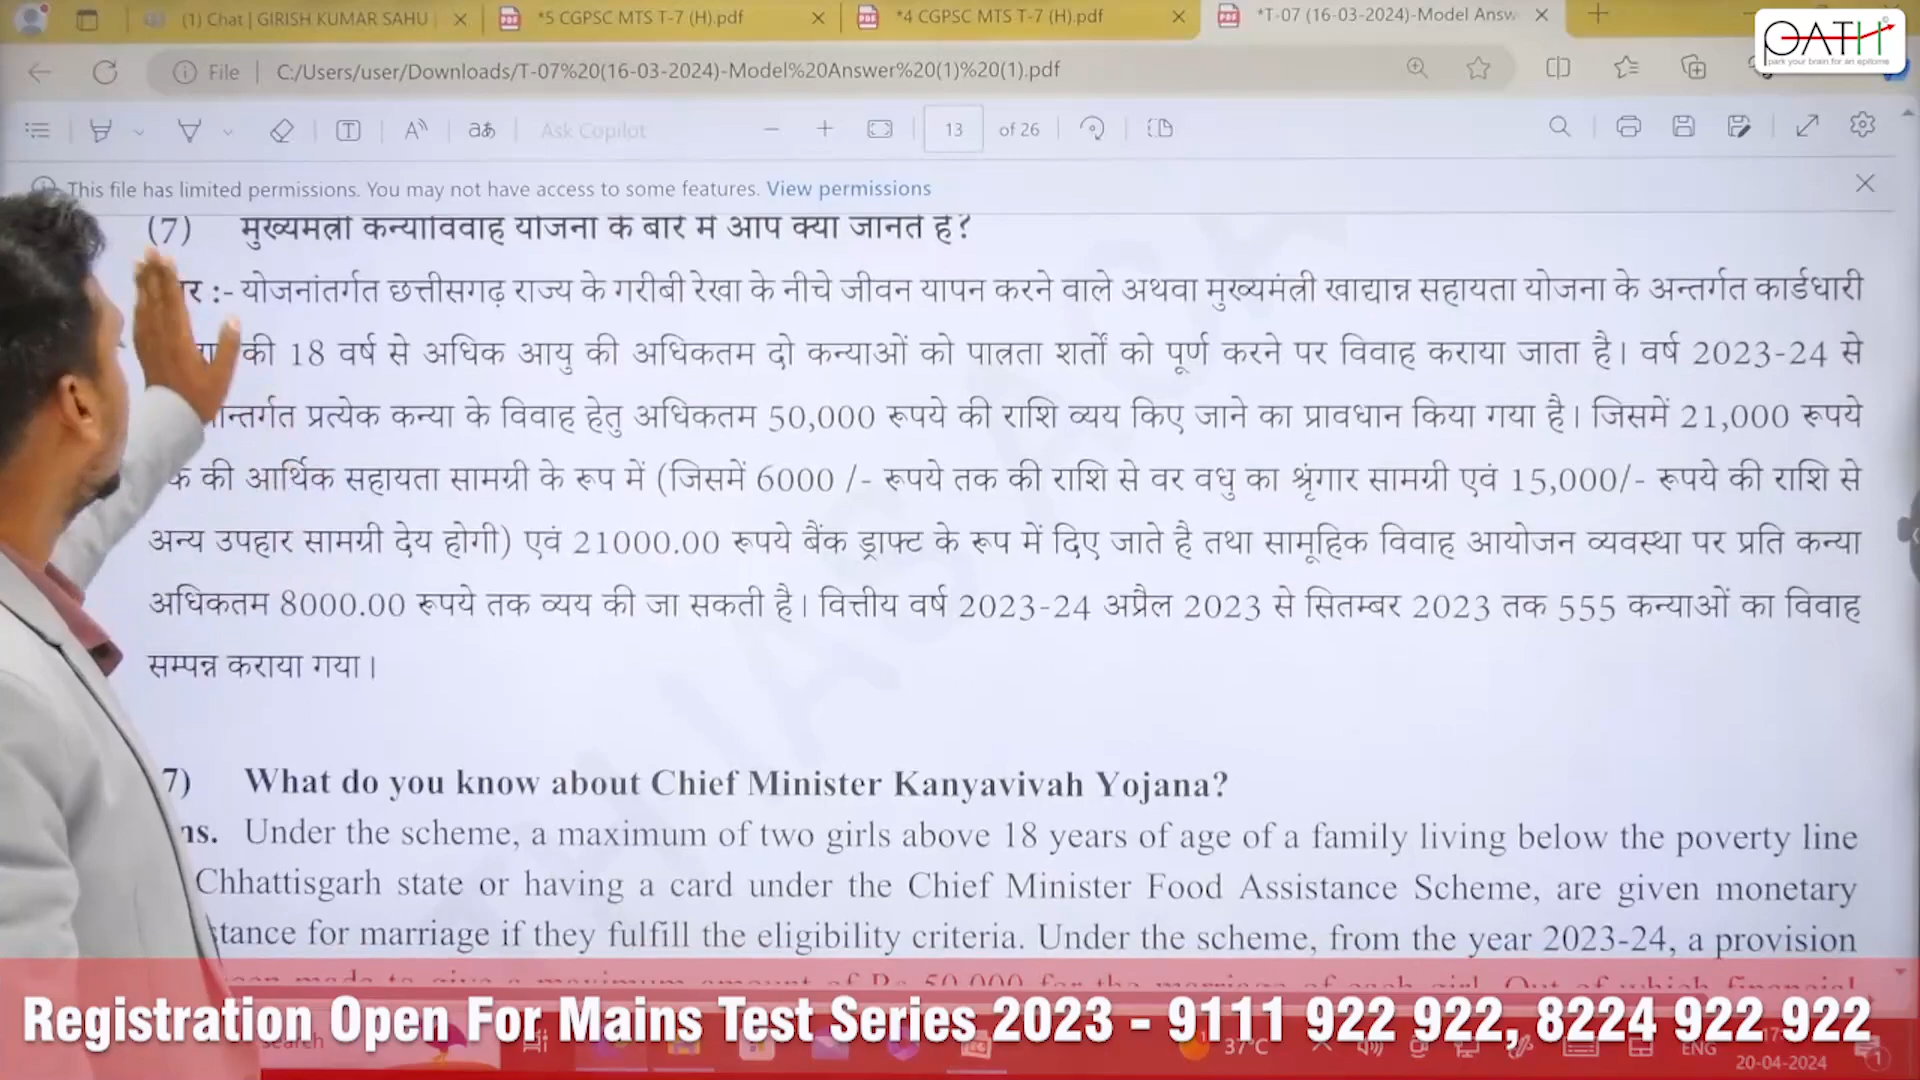 (1) Chat | GIRISH KUMAR SAHU
*5 CGPSC MTS T-7 (H).pdf
*4 CGPSC MTS T-7 (H).pdf
*T-07 (16-03-2024)-Model Answ
PATH
park your brain for an epitome
File
C:/Users/user/Downloads/T-07%20(16-03-2024)-Model%20Answer%20(1)%20(1).pdf
Ask Copilot
13 of 26
This file has limited permissions. You may not have access to some features. View permissions
(7) मुख्यमंत्री कन्याविवाह योजना के बारे में आप क्या जानते हैं?
र :- योजनांतर्गत छत्तीसगढ़ राज्य के गरीबी रेखा के नीचे जीवन यापन करने वाले अथवा मुख्यमंत्री खाद्यान्न सहायता योजना के अन्तर्गत कार्डधारी
की 18 वर्ष से अधिक आयु की अधिकतम दो कन्याओं को पात्रता शर्तों को पूर्ण करने पर विवाह कराया जाता है। वर्ष 2023-24 से
न्तर्गत प्रत्येक कन्या के विवाह हेतु अधिकतम 50,000 रूपये की राशि व्यय किए जाने का प्रावधान किया गया है। जिसमें 21,000 रूपये
क की आर्थिक सहायता सामग्री के रूप में (जिसमें 6000 /- रूपये तक की राशि से वर वधु का श्रृंगार सामग्री एवं 15,000/- रूपये की राशि से
अन्य उपहार सामग्री देय होगी) एवं 21000.00 रूपये बैंक ड्राफ्ट के रूप में दिए जाते है तथा सामूहिक विवाह आयोजन व्यवस्था पर प्रति कन्या
अधिकतम 8000.00 रूपये तक व्यय की जा सकती है। वित्तीय वर्ष 2023-24 अप्रैल 2023 से सितम्बर 2023 तक 555 कन्याओं का विवाह
सम्पन्न कराया गया।
7) What do you know about Chief Minister Kanyavivah Yojana?
ns. Under the scheme, a maximum of two girls above 18 years of age of a family living below the poverty line
Chhattisgarh state or having a card under the Chief Minister Food Assistance Scheme, are given monetary
stance for marriage if they fulfill the eligibility criteria. Under the scheme, from the year 2023-24, a provision
Registration Open For Mains Test Series 2023 - 9111 922 922, 8224 922 922
37°C
ENG
20-04-2024